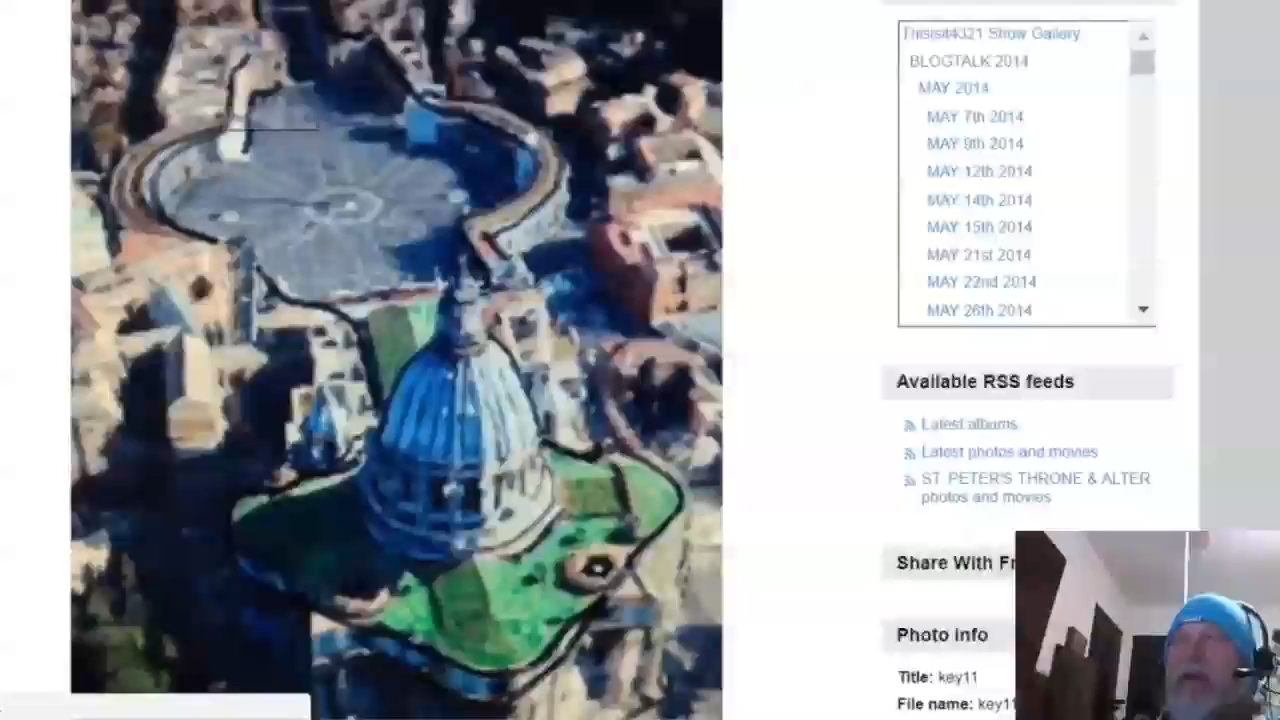 Thisis44321 Show Gallery
BLOGTALK 2014
MAY 2014
MAY 7th 2014
MAY 9th 2014
MAY 12th 2014
MAY 14th 2014
MAY 15th 2014
MAY 21st 2014
MAY 22nd 2014
MAY 26th 2014
Available RSS feeds
Latest albums
Latest photos and movies
ST. PETER'S THRONE & ALTER
photos and movies
Share With Fr
Photo info
Title: key11
File name: key11